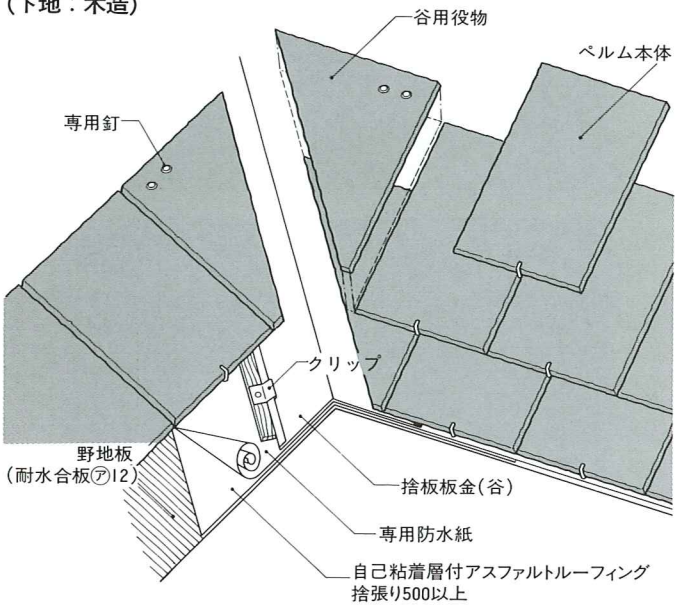 (下地：木造)
谷用役物
ペルム本体
専用釘
クリップ
野地板
(耐水合板㋐12)
捨板板金(谷)
専用防水紙
自己粘着層付アスファルトルーフィング
捨張り500以上